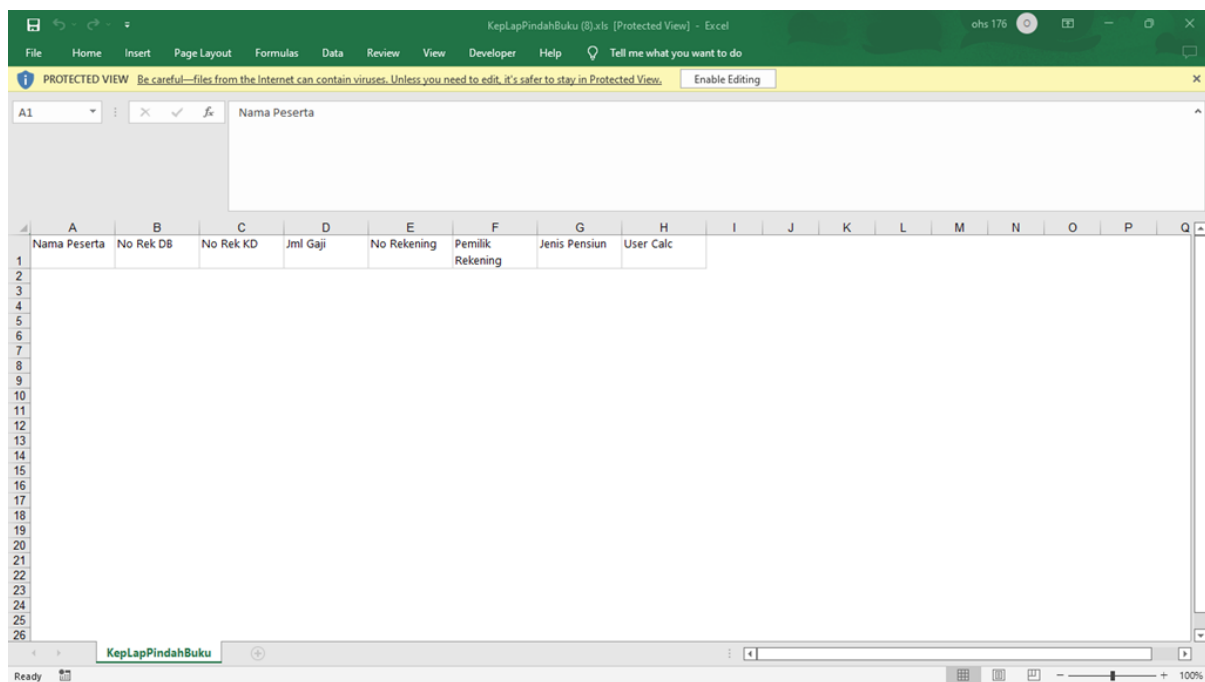 KepLapPindahBuku (8).xls [Protected View] - Excel
ohs 176
O
File Home Insert Page Layout Formulas Data Review View Developer Help Tell me what you want to do
PROTECTED VIEW Be careful—files from the Internet can contain viruses. Unless you need to edit, it's safer to stay in Protected View. Enable Editing
A1 fx Nama Peserta
A B C D E F G H I J K L M N O P Q
1 Nama Peserta No Rek DB No Rek KD Jml Gaji No Rekening Pemilik Rekening Jenis Pensiun User Calc
2
3
4
5
6
7
8
9
10
11
12
13
14
15
16
17
18
19
20
21
22
23
24
25
26
KepLapPindahBuku
Ready 100%